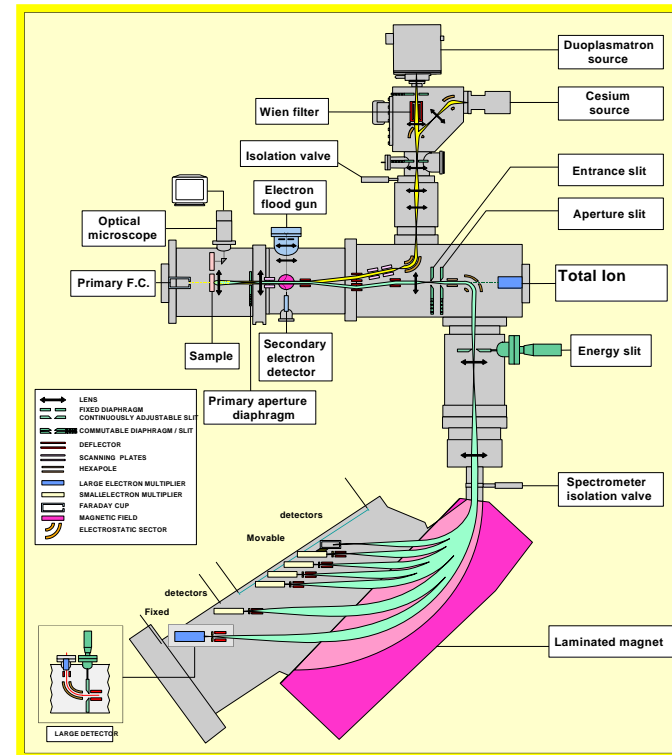 Duoplasmatron
source
Wien filter
Cesium
source
Isolation valve
Electron
flood gun
Entrance slit
Optical
microscope
Aperture slit
Primary F.C.
Total Ion
Sample
Secondary
electron
detector
Energy slit
Primary aperture
diaphragm
LENS
FIXED DIAPHRAGM
CONTINUOUSLY ADJUSTABLE SLIT
COMMUTABLE DIAPHRAGM / SLIT
DEFLECTOR
SCANNING PLATES
HEXAPOLE
LARGE ELECTRON MULTIPLIER
SMALLELECTRON MULTIPLIER
FARADAY CUP
MAGNETIC FIELD
ELECTROSTATIC SECTOR
Spectrometer
isolation valve
detectors
Movable
detectors
Fixed
Laminated magnet
LARGE DETECTOR